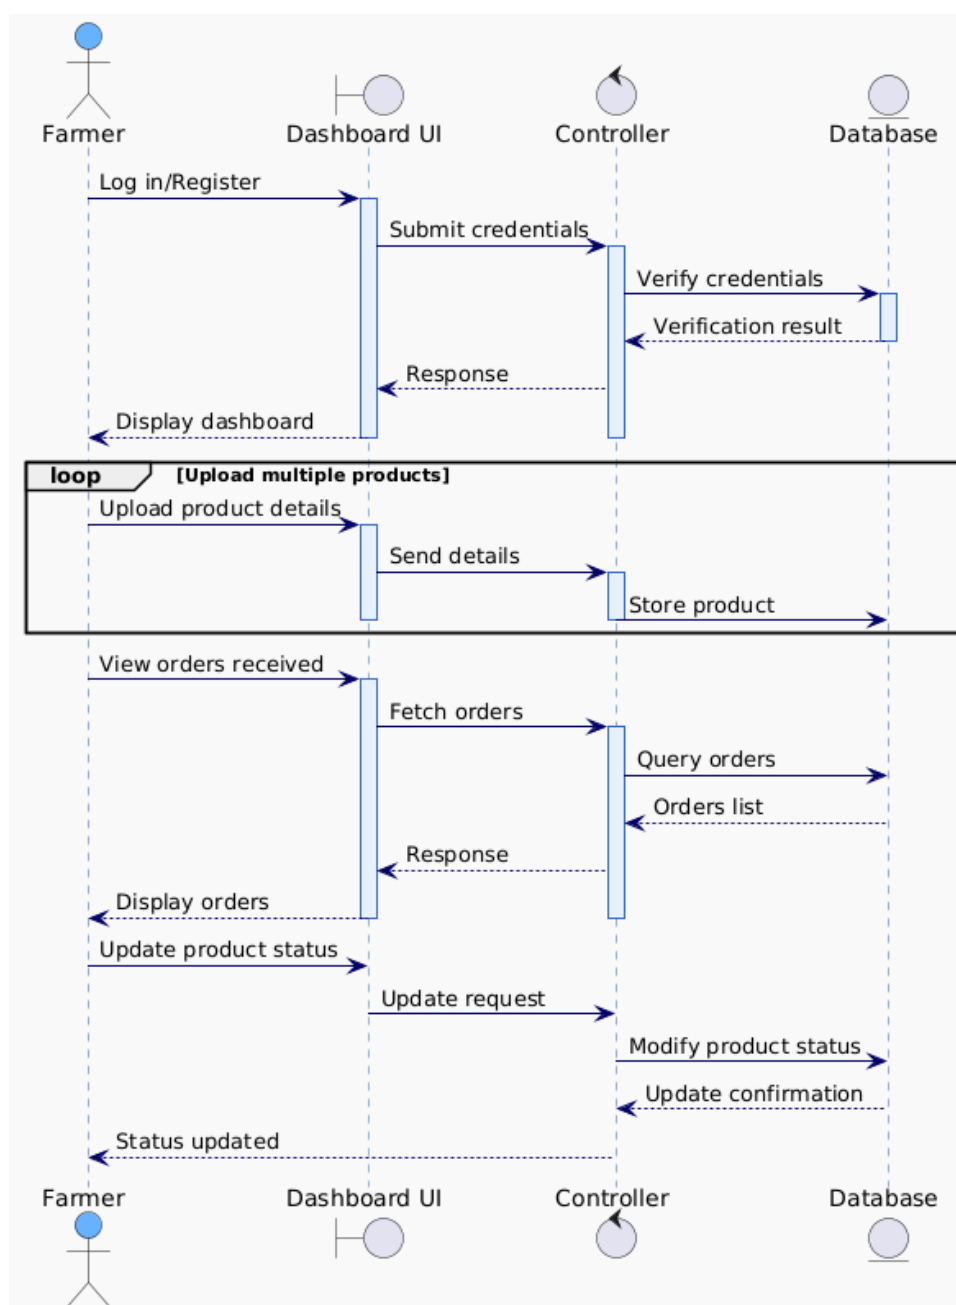 Farmer
Dashboard UI
Controller
Database
Log in/Register
Submit credentials
Verify credentials
Verification result
Response
Display dashboard
loop [Upload multiple products]
Upload product details
Send details
Store product
View orders received
Fetch orders
Query orders
Orders list
Response
Display orders
Update product status
Update request
Modify product status
Update confirmation
Status updated
Farmer
Dashboard UI
Controller
Database